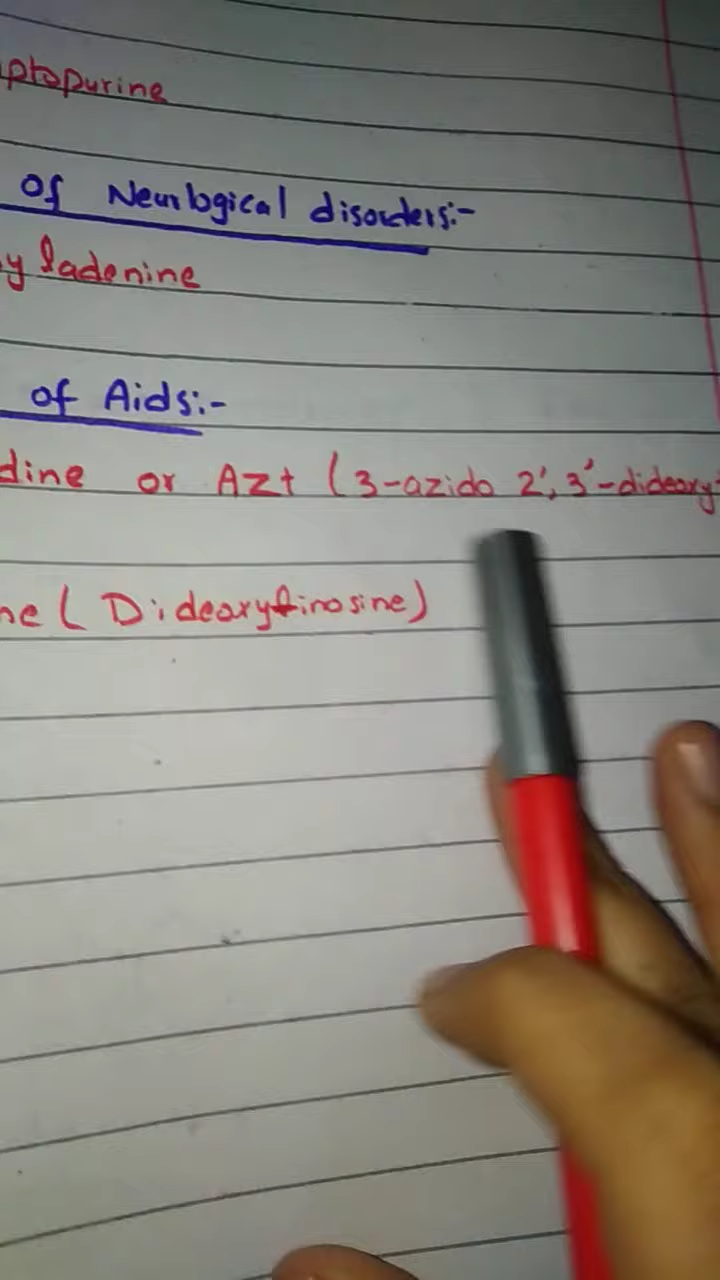 ptopurine
Of Neurlogical disorders:-
y ladenine
of Aids:-
dine or Azt (3-azido 2', 3'-dideoxy-
ne ( Dideoxyinosine)